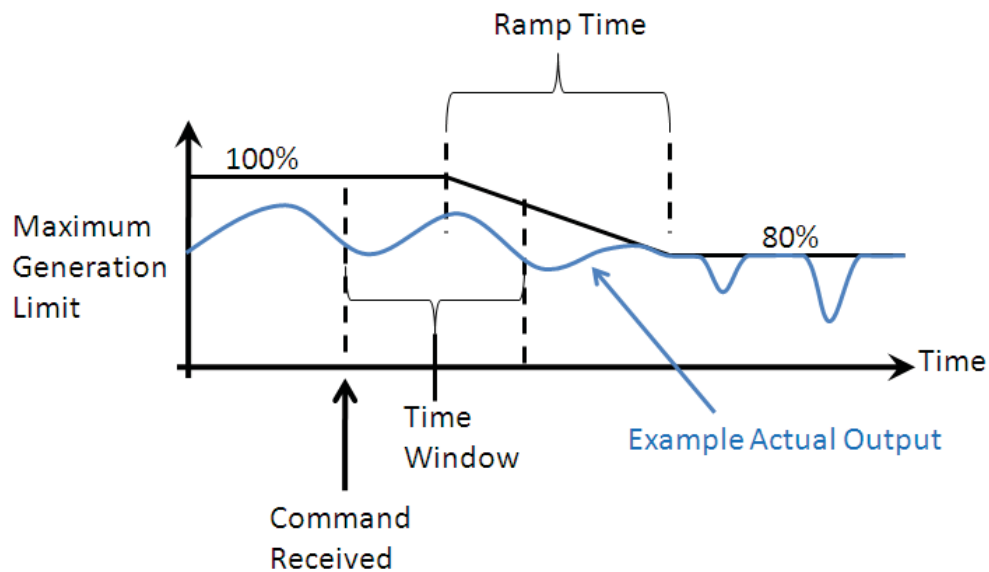 Ramp Time
100%
Maximum
Generation
Limit
80%
Time
Time
Window
Example Actual Output
Command
Received